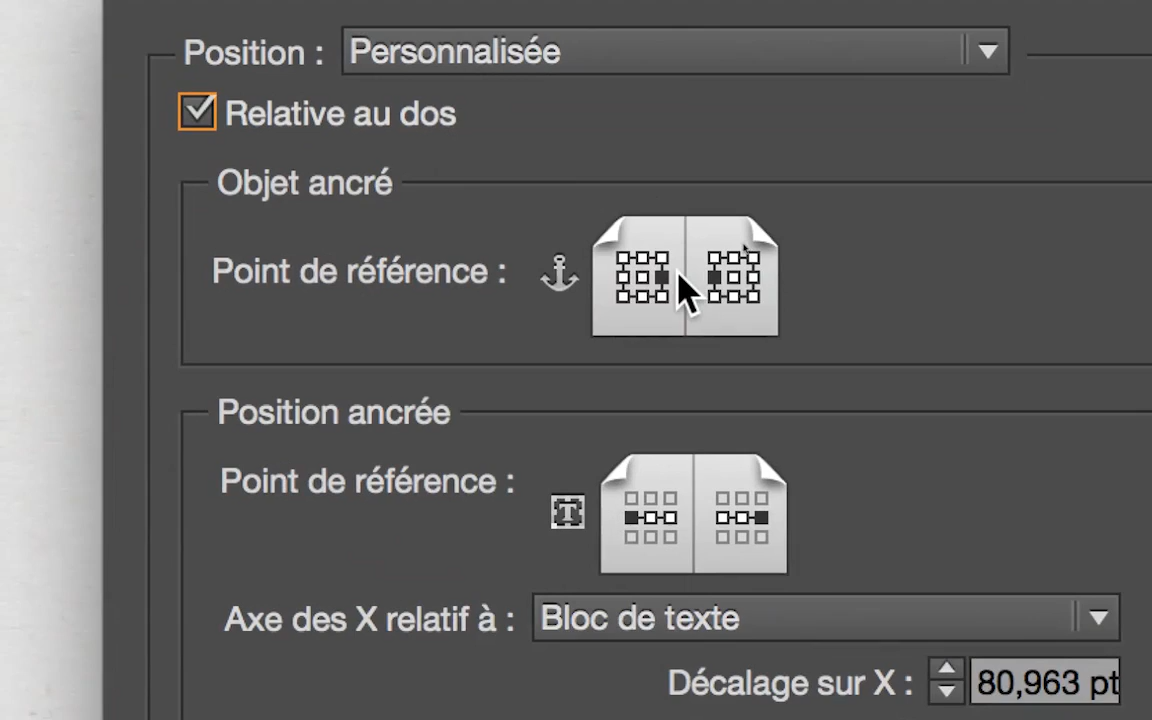 Position : Personnalisée
Relative au dos
Objet ancré
Point de référence :
Position ancrée
Point de référence :
T
Axe des X relatif à : Bloc de texte
Décalage sur X : 80,963 pt